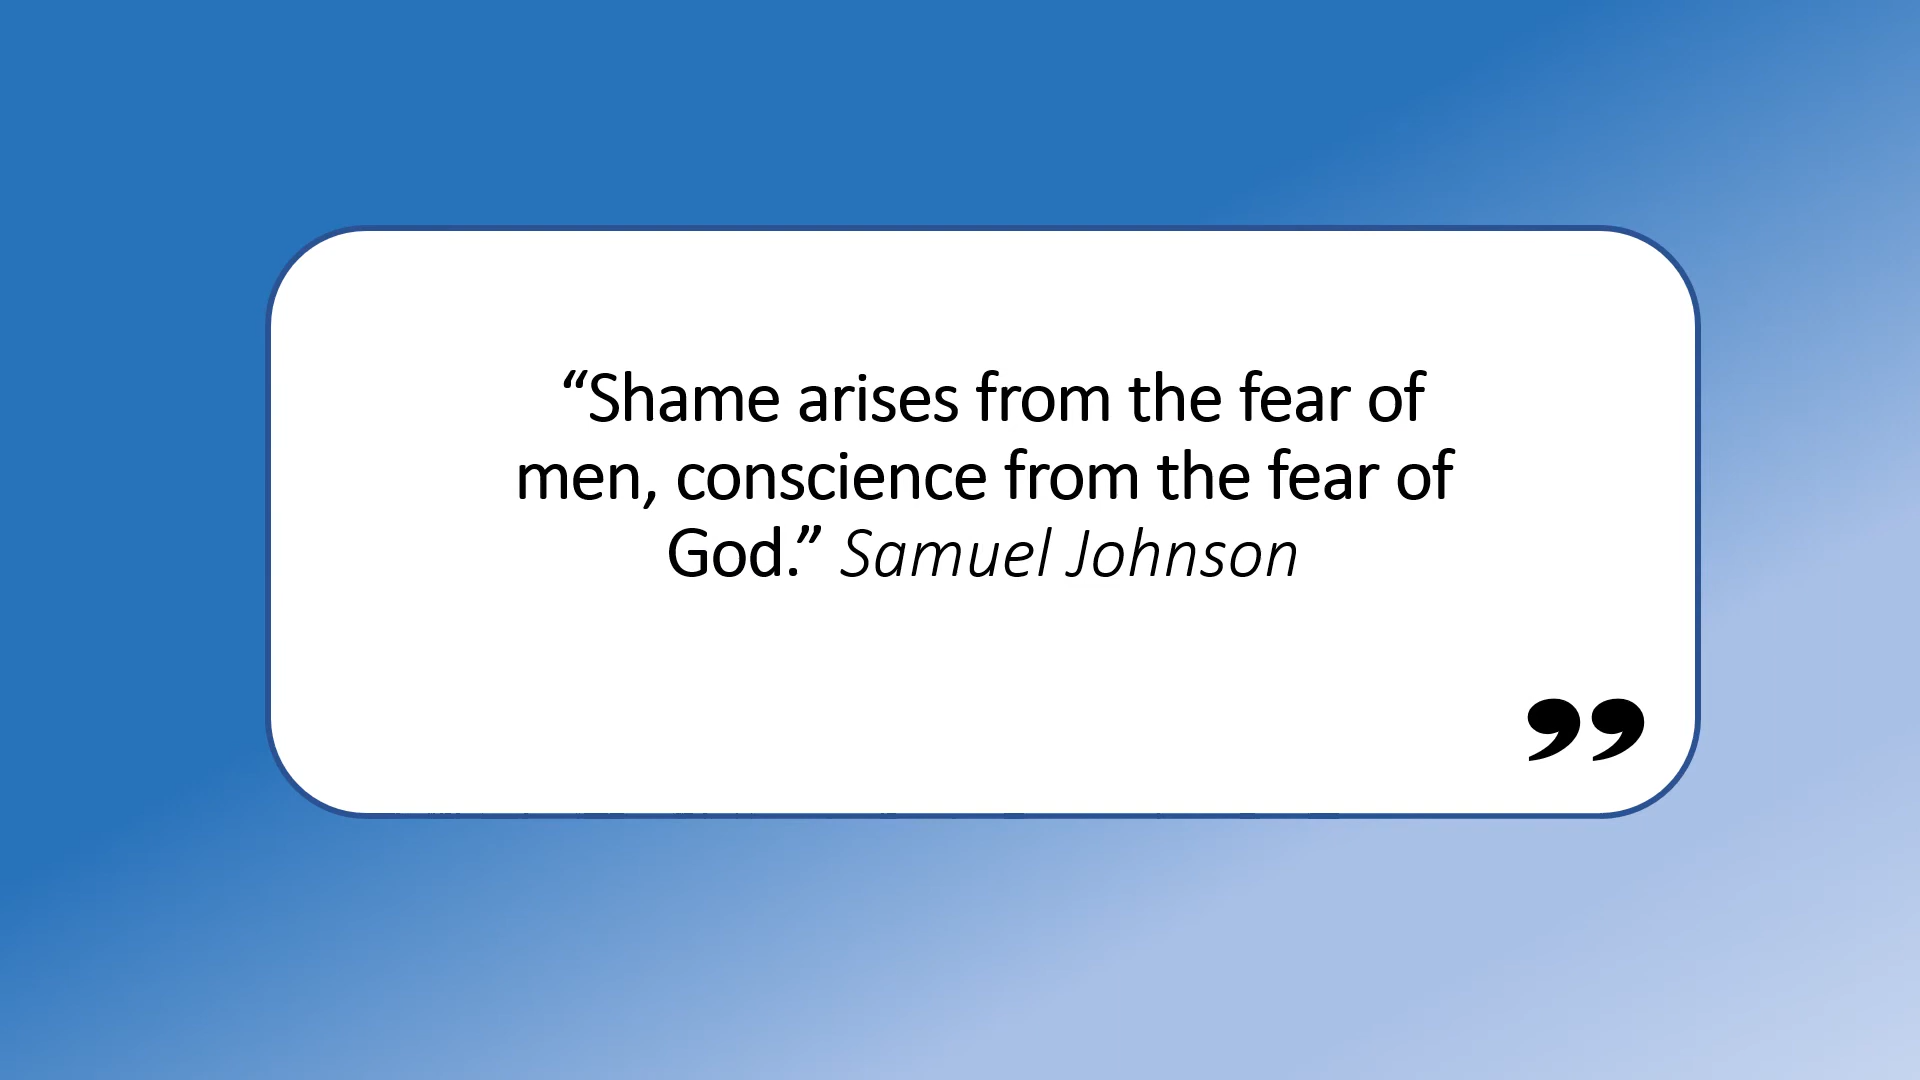 “Shame arises from the fear of
men, conscience from the fear of
God.” Samuel Johnson
”